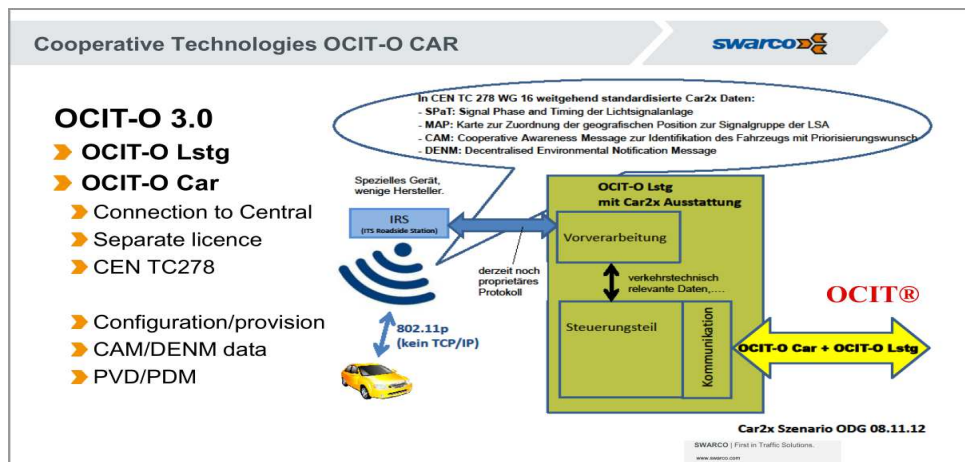 Cooperative Technologies OCIT-O CAR
swarco
In CEN TC 278 WG 16 weitgehend standardisierte Car2x Daten:
- SPaT: Signal Phase and Timing der Lichtsignalanlage
- MAP: Karte zur Zuordnung der geografischen Position zur Signalgruppe der LSA
- CAM: Cooperative Awareness Message zur Identifikation des Fahrzeugs mit Priorisierungswunsch
- DENM: Decentralised Environmental Notification Message
OCIT-O 3.0
OCIT-O Lstg
OCIT-O Car
Connection to Central
Separate licence
CEN TC278
Configuration/provision
CAM/DENM data
PVD/PDM
Spezielles Gerät,
wenige Hersteller.
IRS
(ITS Roadside Station)
derzeit noch
proprietäres
Protokoll
802.11p
(kein TCP/IP)
OCIT-O Lstg
mit Car2x Ausstattung
Vorverarbeitung
verkehrstechnisch
relevante Daten,....
Steuerungsteil
Kommunikation
OCIT®
OCIT-O Car + OCIT-O Lstg
Car2x Szenario ODG 08.11.12
SWARCO | First in Traffic Solutions.
www.swarco.com